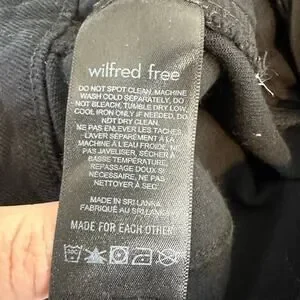 wilfred free
DO NOT SPOT CLEAN, MACHINE
WASH COLD SEPARATELY, DO
NOT BLEACH, TUMBLE DRY LOW,
COOL IRON ONLY IF NEEDED, DO
NOT DRY CLEAN.
NE PAS ENLEVER LES TACHES
LAVER SÉPARÉMENT À LA
MACHINE À L'EAU FROIDE, NE
PAS JAVELISER, SÉCHER À
BASSE TEMPÉRATURE,
REPASSAGE DOUX SI
NÉCESSAIRE, NE PAS
NETTOYER À SEC.
MADE IN SRI LANKA
FABRIQUÉ AU SRI LANKA
MADE FOR EACH OTHER